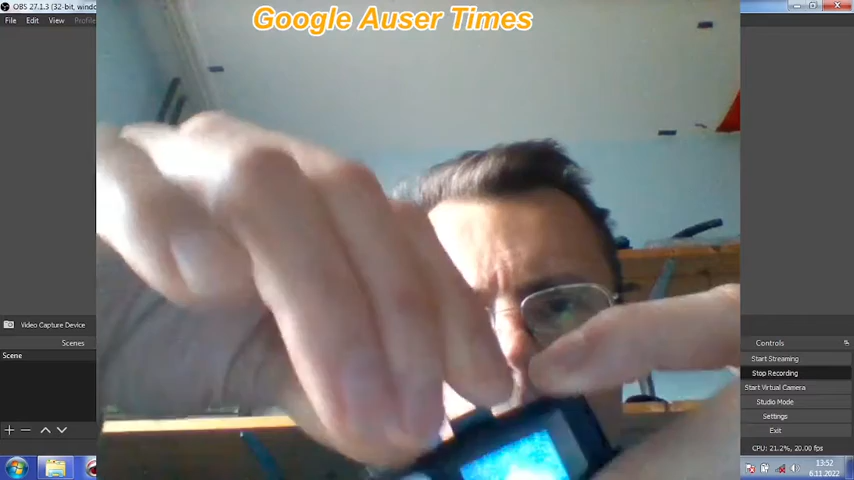 Google Auser Times
OBS 27.1.3 (32-bit, windo
File Edit View Profile
Video Capture Device
Scenes
Scene
Controls
Start Streaming
Stop Recording
Start Virtual Camera
Studio Mode
Settings
Exit
CPU: 21.2%, 20.00 fps
13:52
6.11.2022